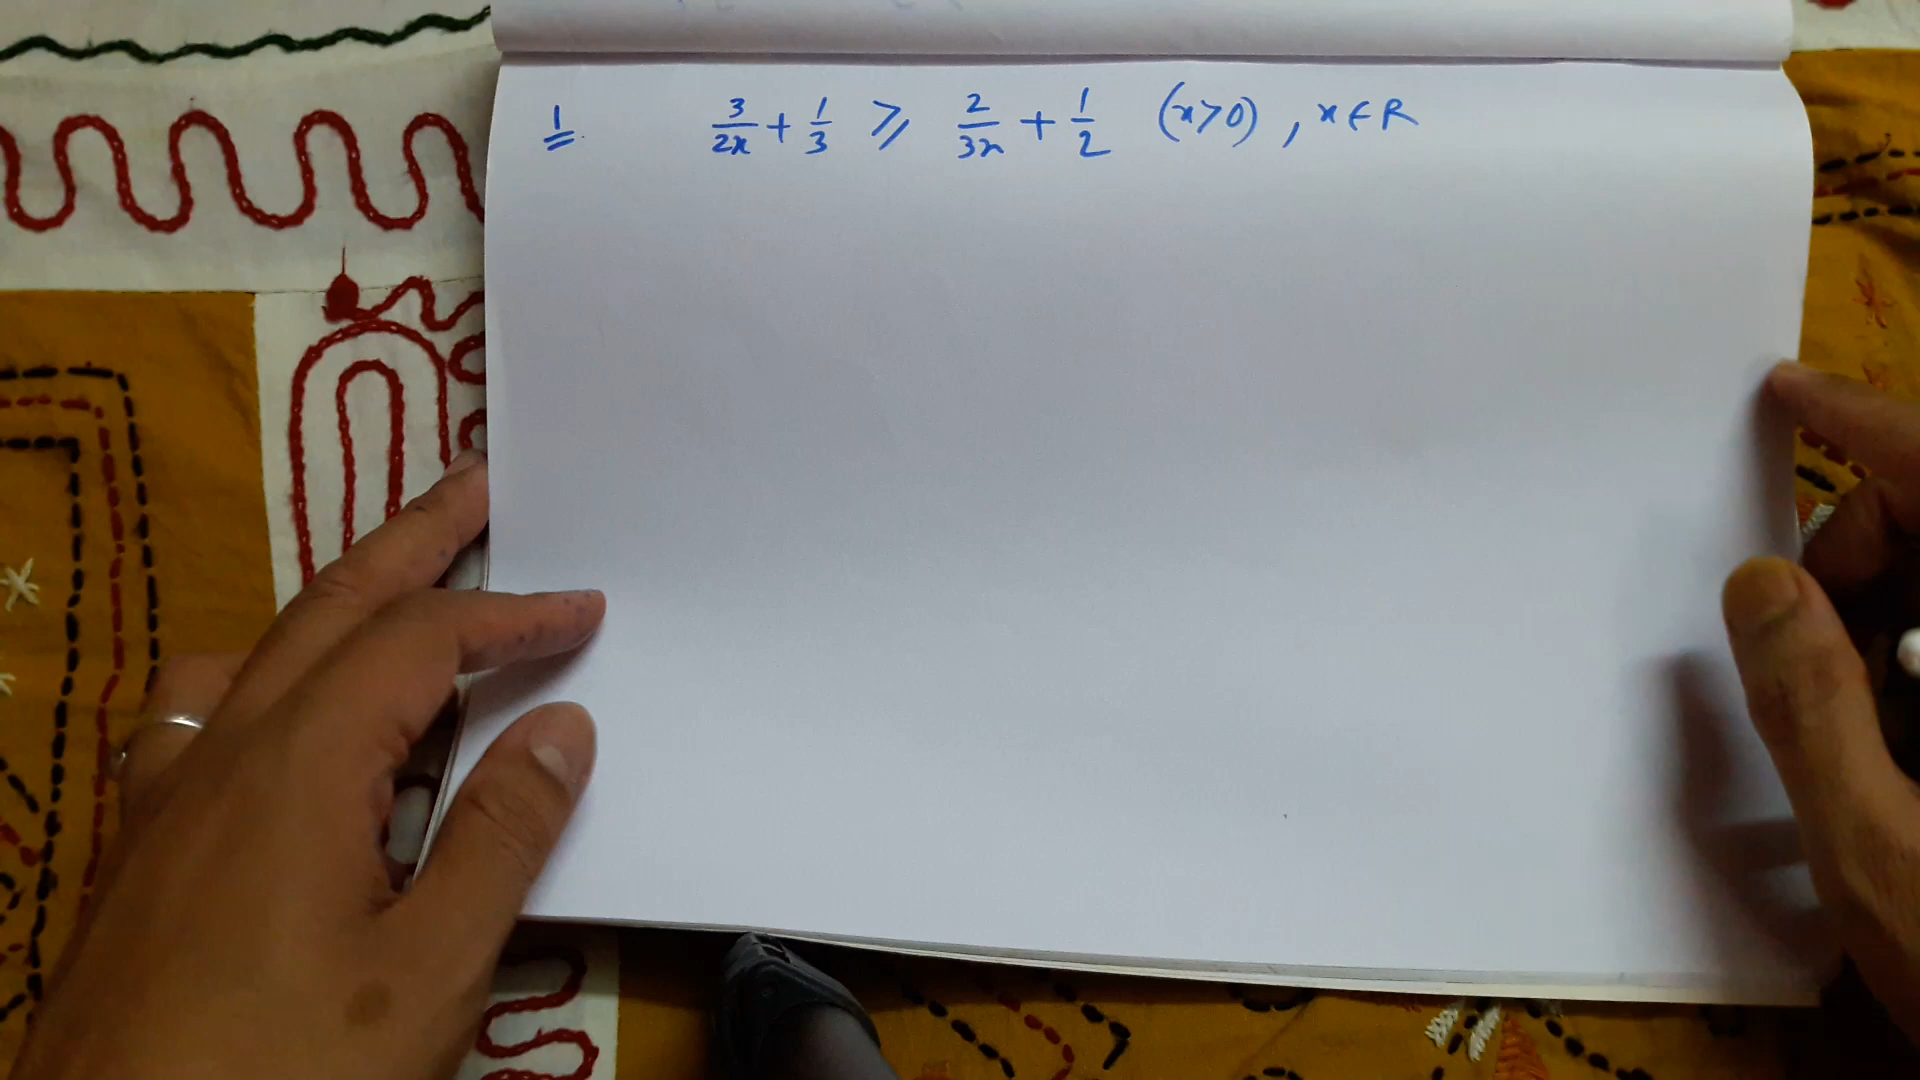 1 3/2x + 1/3 ⩾ 2/3x + 1/2 (x>0), x∈R